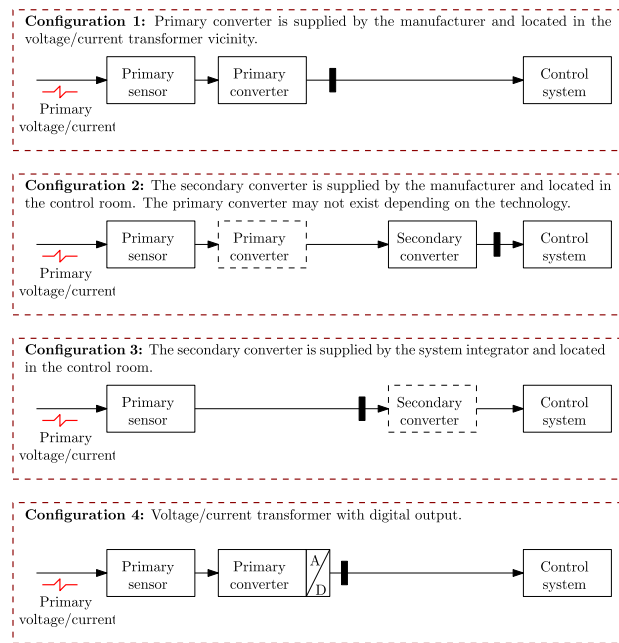 Configuration 1: Primary converter is supplied by the manufacturer and located in the
voltage/current transformer vicinity.
Primary
sensor
Primary
converter
Control
system
Primary
voltage/current
Configuration 2: The secondary converter is supplied by the manufacturer and located in
the control room. The primary converter may not exist depending on the technology.
Primary
sensor
Primary
converter
Secondary
converter
Control
system
Primary
voltage/current
Configuration 3: The secondary converter is supplied by the system integrator and located
in the control room.
Primary
sensor
Secondary
converter
Control
system
Primary
voltage/current
Configuration 4: Voltage/current transformer with digital output.
Primary
sensor
Primary
converter
A
D
Control
system
Primary
voltage/current